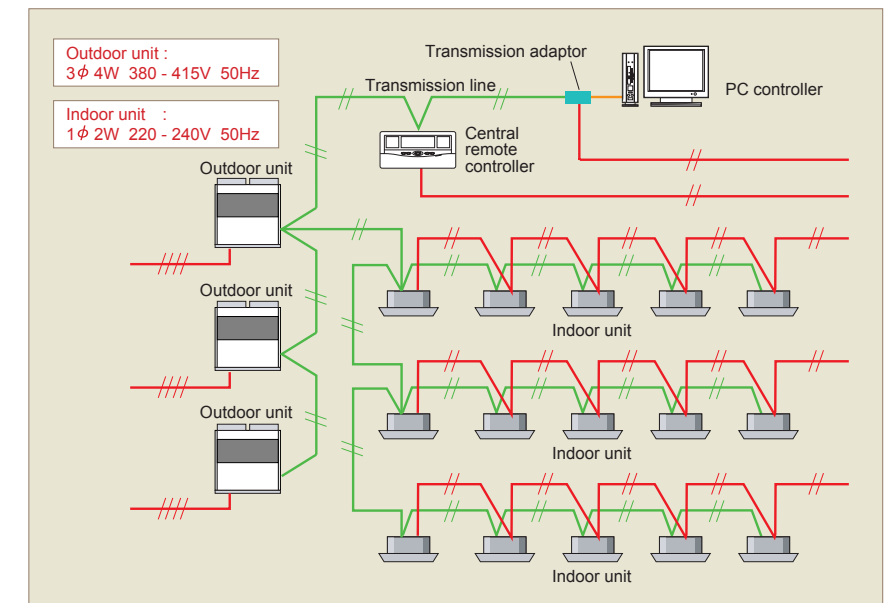 Outdoor unit :
3ϕ 4W 380 - 415V 50Hz
Indoor unit :
1ϕ 2W 220 - 240V 50Hz
Transmission adaptor
Transmission line
PC controller
Central
remote
controller
Outdoor unit
Indoor unit
Outdoor unit
Indoor unit
Outdoor unit
Indoor unit